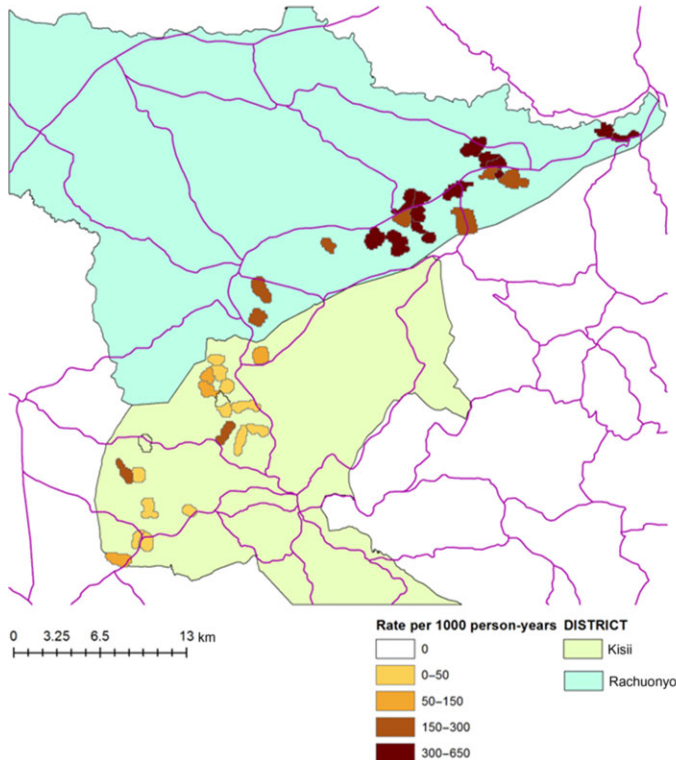 Rate per 1000 person-years DISTRICT
0 3.25 6.5 13 km
0
Kisii
0–50
Rachuonyo
50–150
150–300
300–650